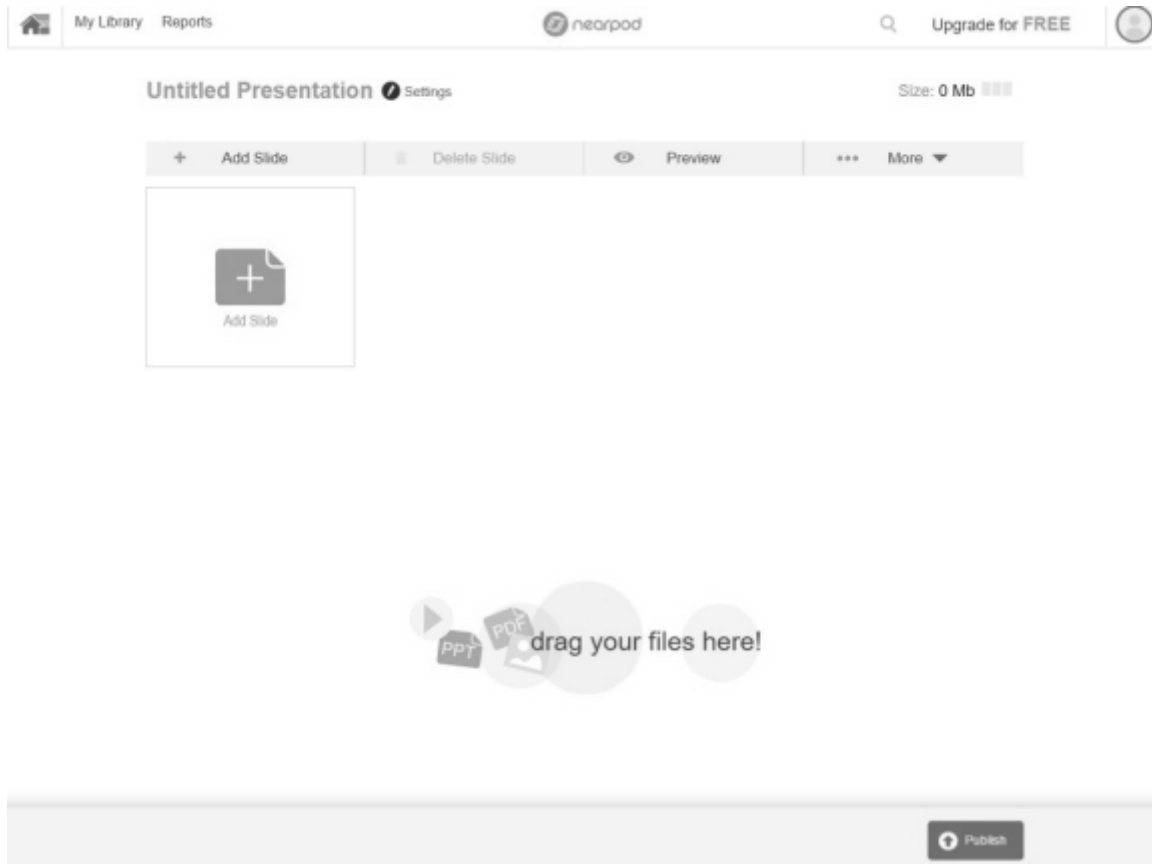 My Library Reports nearpod Upgrade for FREE
Untitled Presentation Settings Size: 0 Mb
Add Slide Delete Slide Preview More
Add Slide
PPT PDF drag your files here!
Publish